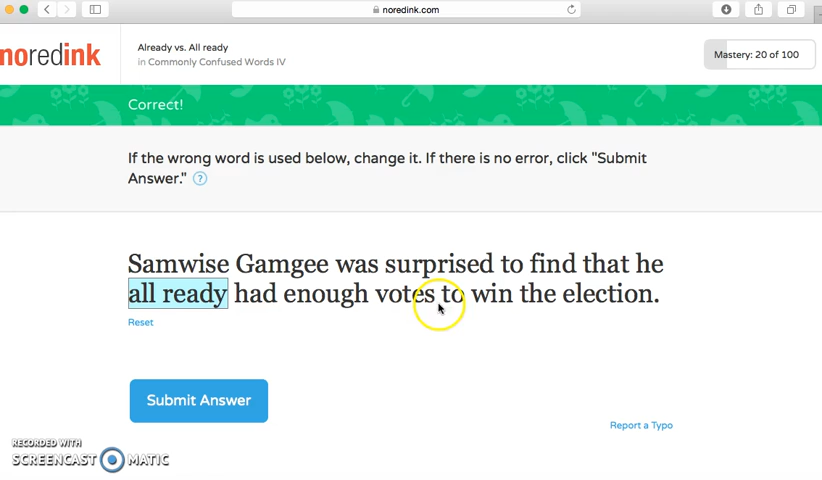 noredink.com
noredink
Already vs. All ready
in Commonly Confused Words IV
Mastery: 20 of 100
Correct!
If the wrong word is used below, change it. If there is no error, click "Submit
Answer." ?
Samwise Gamgee was surprised to find that he
all ready had enough votes to win the election.
Reset
Submit Answer
Report a Typo
RECORDED WITH
SCREENCAST MATIC